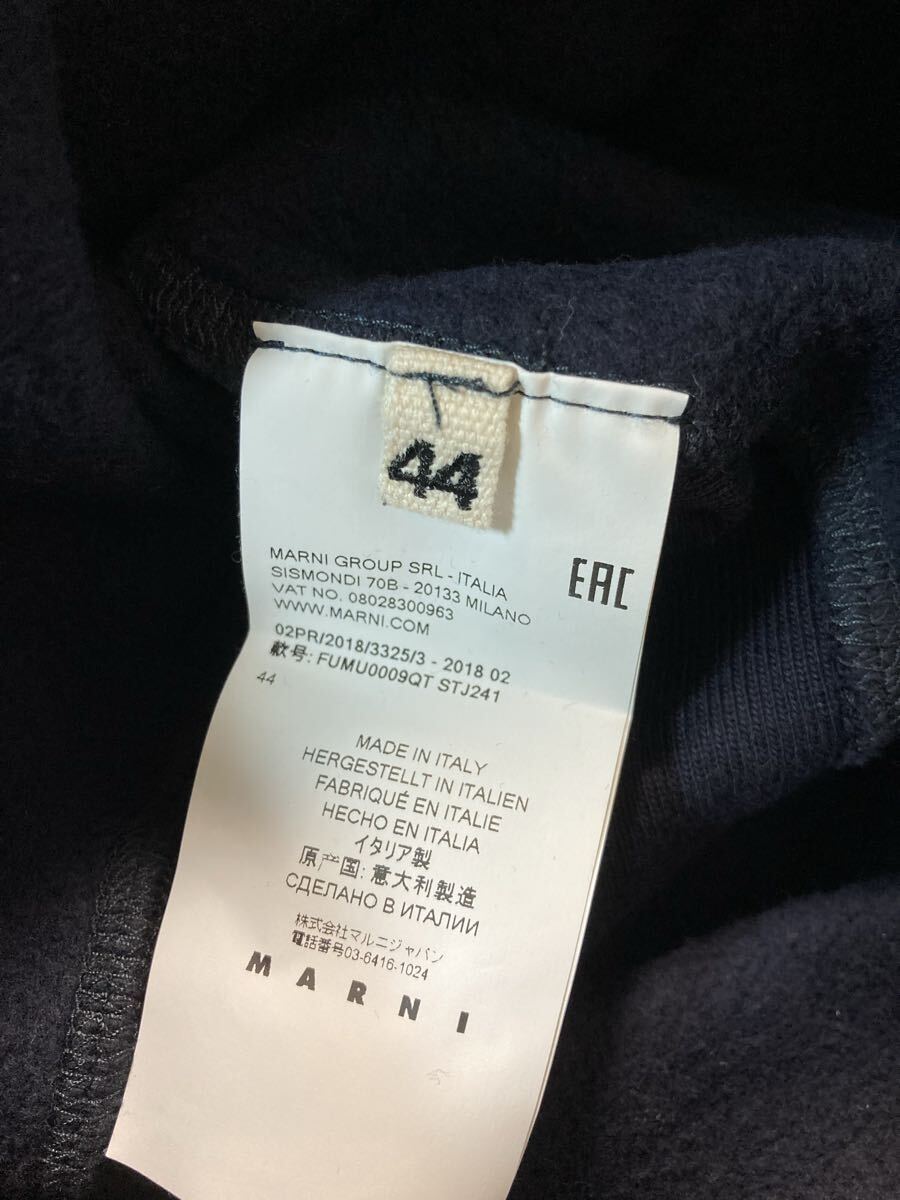 44
MARNI GROUP SRL - ITALIA
SISMONDI 70B - 20133 MILANO
VAT NO. 08028300963
WWW.MARNI.COM
EAC
02PR/2018/3325/3 - 2018 02
款号: FUMU0009QT STJ241
44
MADE IN ITALY
HERGESTELLT IN ITALIEN
FABRIQUÉ EN ITALIE
HECHO EN ITALIA
イタリア製
原产国: 意大利製造
СДЕЛАНО В ИТАЛИИ
株式会社マルニジャパン
電話番号03-6416-1024
MARNI